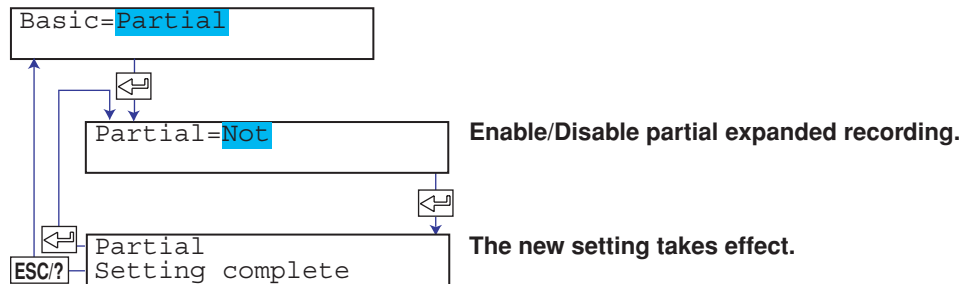 Basic=Partial
Partial=Not
Enable/Disable partial expanded recording.
Partial
Setting complete
The new setting takes effect.
ESC/?